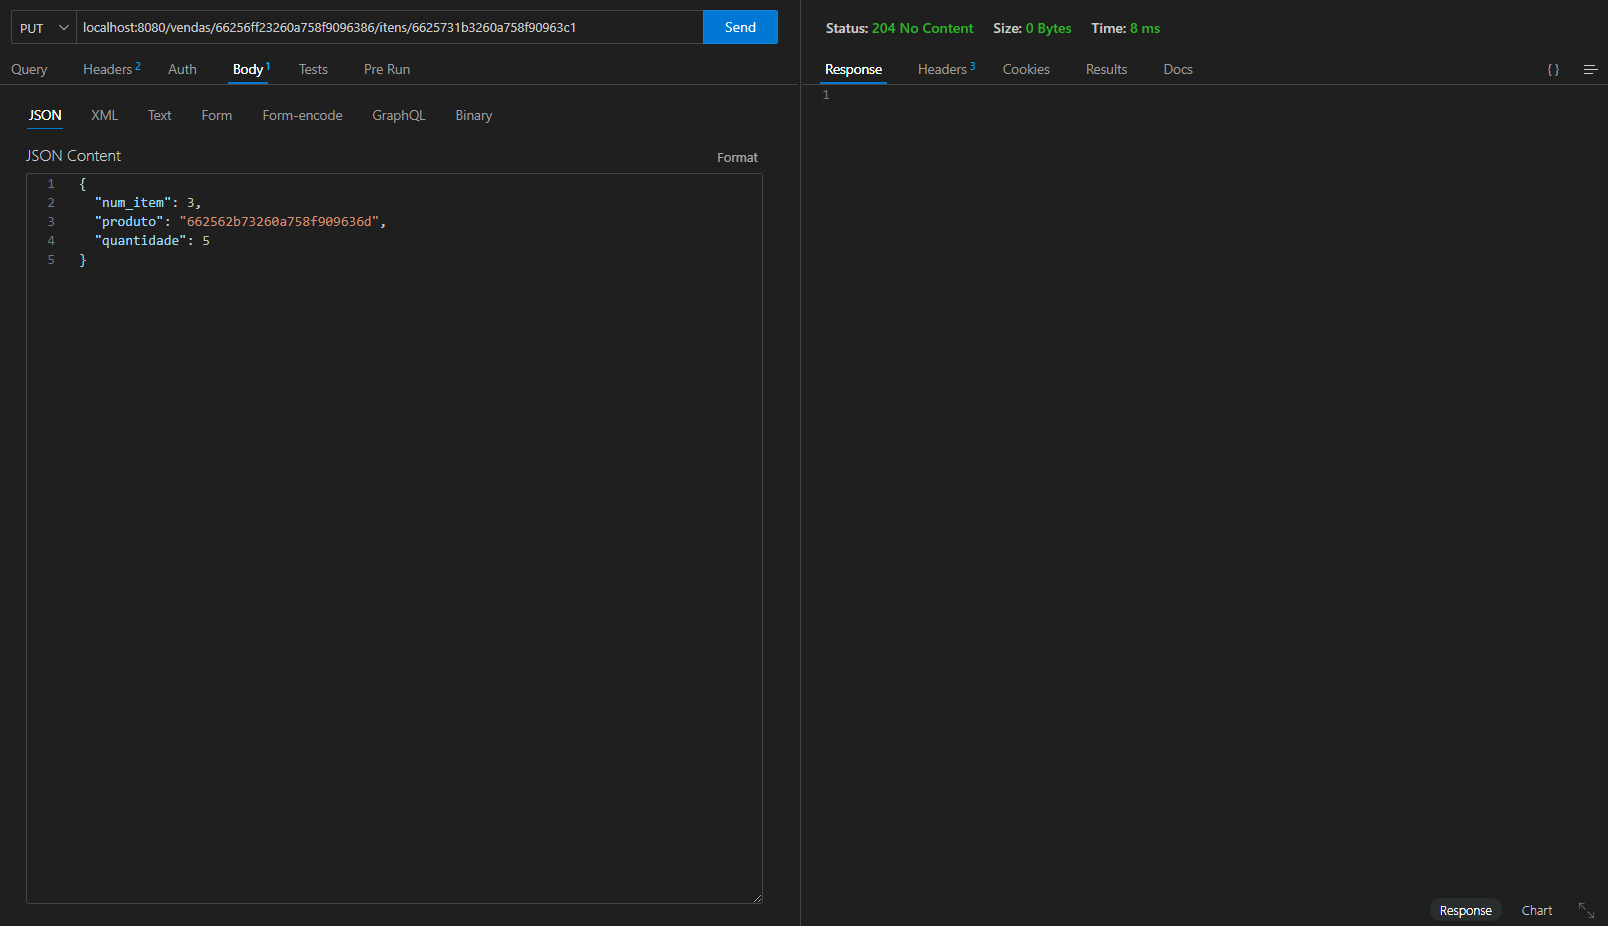 PUT localhost:8080/vendas/66256ff23260a758f9096386/itens/6625731b3260a758f90963c1 Send
Query Headers 2 Auth Body 1 Tests Pre Run
JSON XML Text Form Form-encode GraphQL Binary
JSON Content Format
1 {
2 "num_item": 3,
3 "produto": "662562b73260a758f909636d",
4 "quantidade": 5
5 }
Status: 204 No Content Size: 0 Bytes Time: 8 ms
Response Headers 3 Cookies Results Docs { }
1
Response Chart